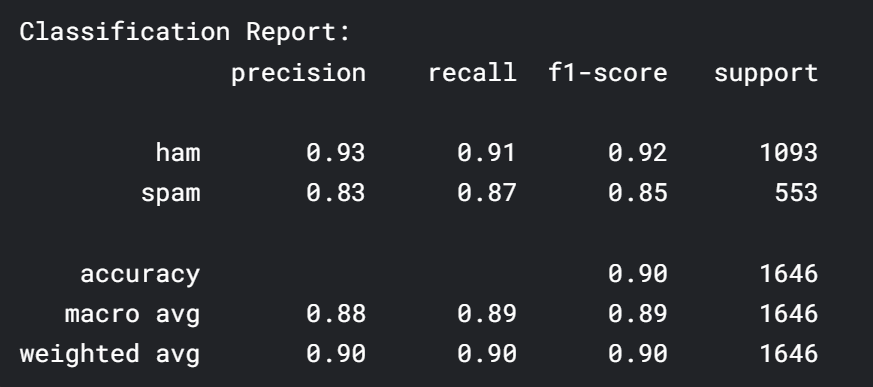 Classification Report:
precision recall f1-score support
ham 0.93 0.91 0.92 1093
spam 0.83 0.87 0.85 553
accuracy 0.90 1646
macro avg 0.88 0.89 0.89 1646
weighted avg 0.90 0.90 0.90 1646